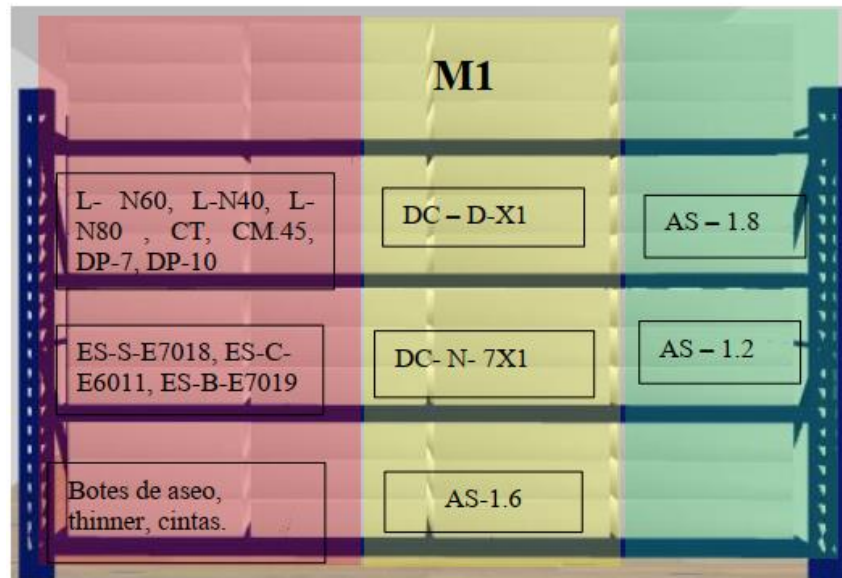 M1
L- N60, L-N40, L-
N80 , CT, CM.45,
DP-7, DP-10
DC – D-X1
AS – 1.8
ES-S-E7018, ES-C-
E6011, ES-B-E7019
DC- N- 7X1
AS – 1.2
Botes de aseo,
thinner, cintas.
AS-1.6